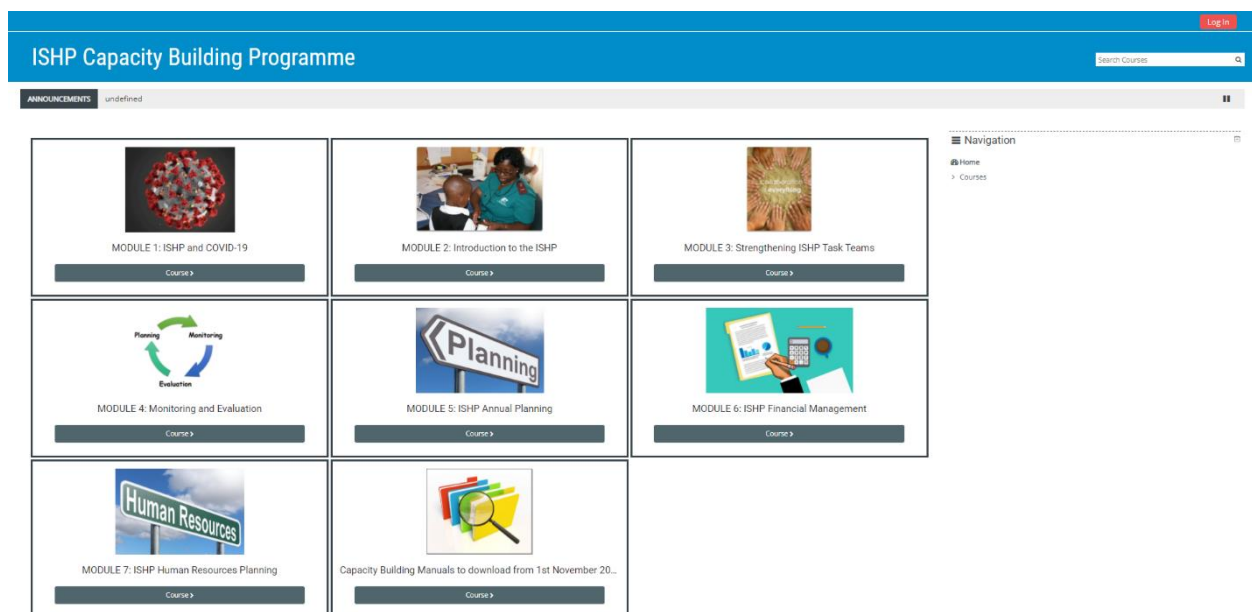 Log In
ISHP Capacity Building Programme
Search Courses
ANNOUNCEMENTS undefined
Navigation
Home
Courses
MODULE 1: ISHP and COVID-19
Course
MODULE 2: Introduction to the ISHP
Course
everything
MODULE 3: Strengthening ISHP Task Teams
Course
Planning Monitoring
Evaluation
MODULE 4: Monitoring and Evaluation
Course
Planning
MODULE 5: ISHP Annual Planning
Course
MODULE 6: ISHP Financial Management
Course
Human Resources
MODULE 7: ISHP Human Resources Planning
Course
Capacity Building Manuals to download from 1st November 20...
Course